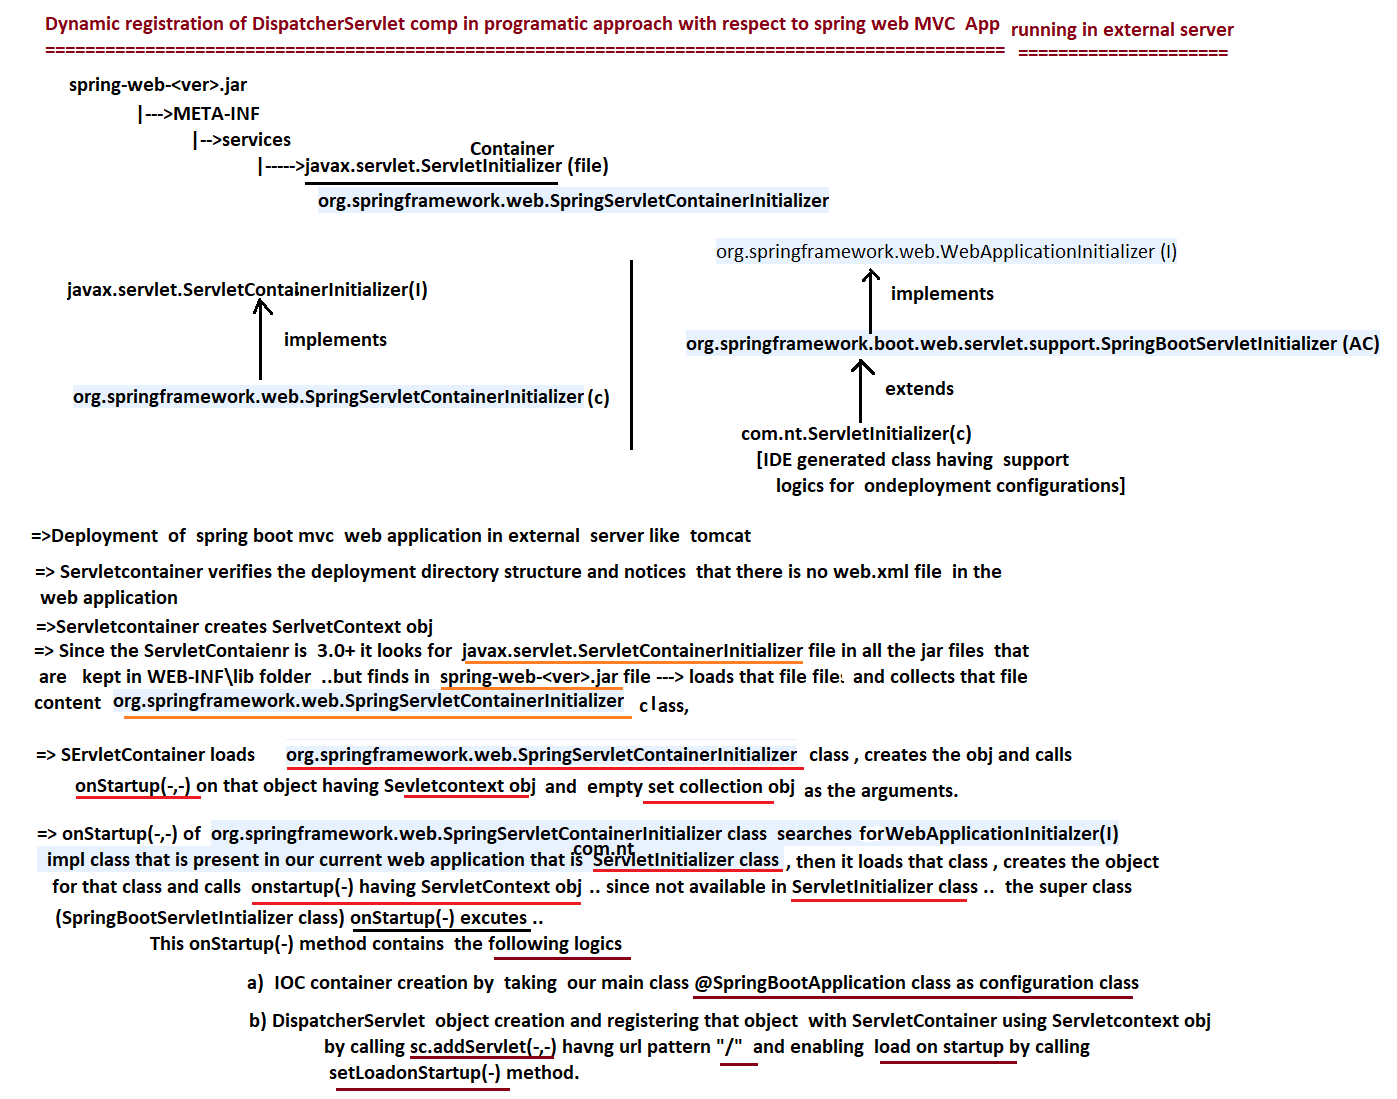 Dynamic registration of DispatcherServlet comp in programatic approach with respect to spring web MVC  App running in external server
==================================================
spring-web-<ver>.jar
|--->META-INF
|-->services
Container
|----->javax.servlet.ServletInitializer (file)
org.springframework.web.SpringServletContainerInitializer
org.springframework.web.WebApplicationInitializer (I)
javax.servlet.ServletContainerInitializer(I)
implements
implements
org.springframework.boot.web.servlet.support.SpringBootServletInitializer (AC)
extends
org.springframework.web.SpringServletContainerInitializer (c)
com.nt.ServletInitializer(c)
[IDE generated class having  support
logics for  ondeployment configurations]
=>Deployment  of  spring boot mvc  web application in external  server like  tomcat
=> Servletcontainer verifies the deployment directory structure and notices  that there is no web.xml file  in the
web application
=>Servletcontainer creates SerlvetContext obj
=> Since the ServletContaienr is  3.0+ it looks for  javax.servlet.ServletContainerInitializer file in all the jar files  that
are   kept in WEB-INF\lib folder  ..but finds in  spring-web-<ver>.jar file ---> loads that file file  and collects that file
content  org.springframework.web.SpringServletContainerInitializer  class,
=> SErvletContainer loads  org.springframework.web.SpringServletContainerInitializer  class , creates the obj and calls
onStartup(-,-) on that object having Sevletcontext obj  and  empty set collection obj  as the arguments.
=> onStartup(-,-) of  org.springframework.web.SpringServletContainerInitializer class  searches forWebApplicationInitialzer(I)
com.nt
impl class that is present in our current web application that is  ServletInitializer class , then it loads that class , creates the object
for that class and calls  onstartup(-) having ServletContext obj .. since not available in ServletInitializer class ..  the super class
(SpringBootServletIntializer class) onStartup(-) excutes ..
This onStartup(-) method contains  the following logics
a)  IOC container creation by  taking  our main class @SpringBootApplication class as configuration class
b) DispatcherServlet  object creation and registering that object  with ServletContainer using Servletcontext obj
by calling sc.addServlet(-,-) havng url pattern "/"  and enabling  load on startup by calling
setLoadonStartup(-) method.